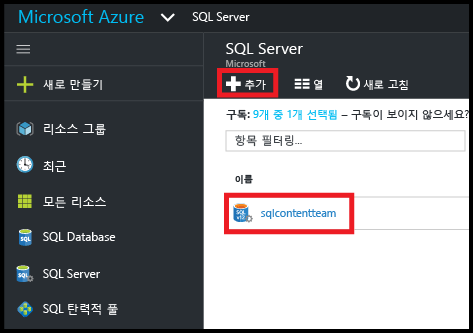 Microsoft Azure SQL Server
새로 만들기
리소스 그룹
최근
모든 리소스
SQL Database
SQL Server
SQL 탄력적 풀
SQL Server
Microsoft
추가 열 새로 고침
구독: 9개 중 1개 선택됨 – 구독이 보이지 않으세요?
항목 필터링...
이름
SQL V12 sqlcontentteam